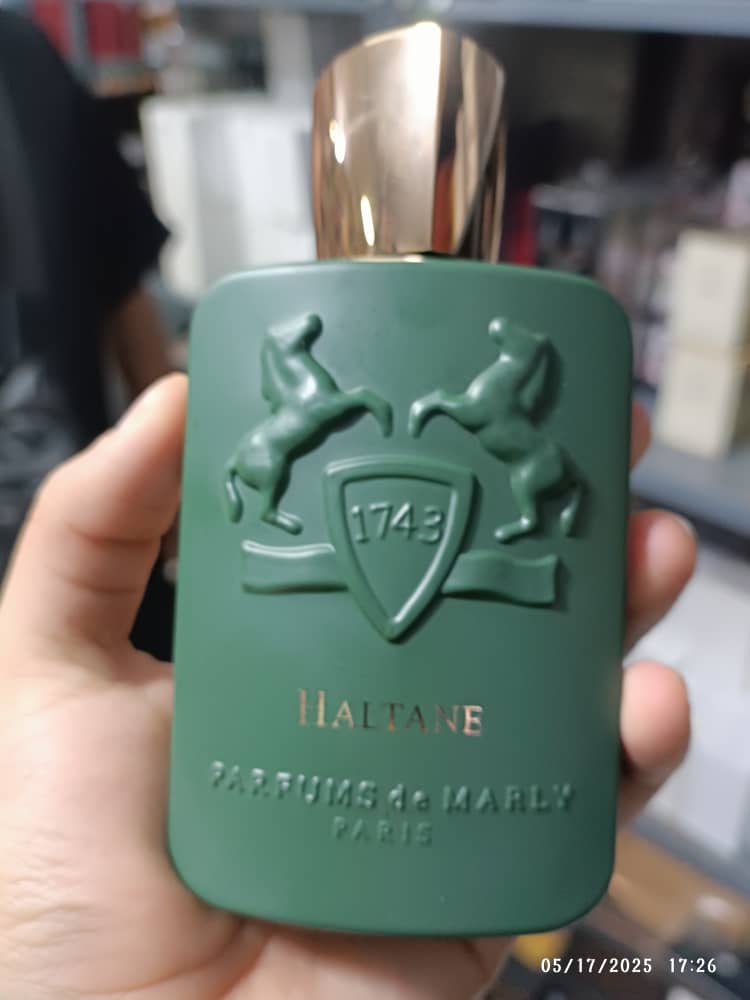 1743
HALTANE
PARFUMS de MARLY
PARIS
05/17/2025 17:26